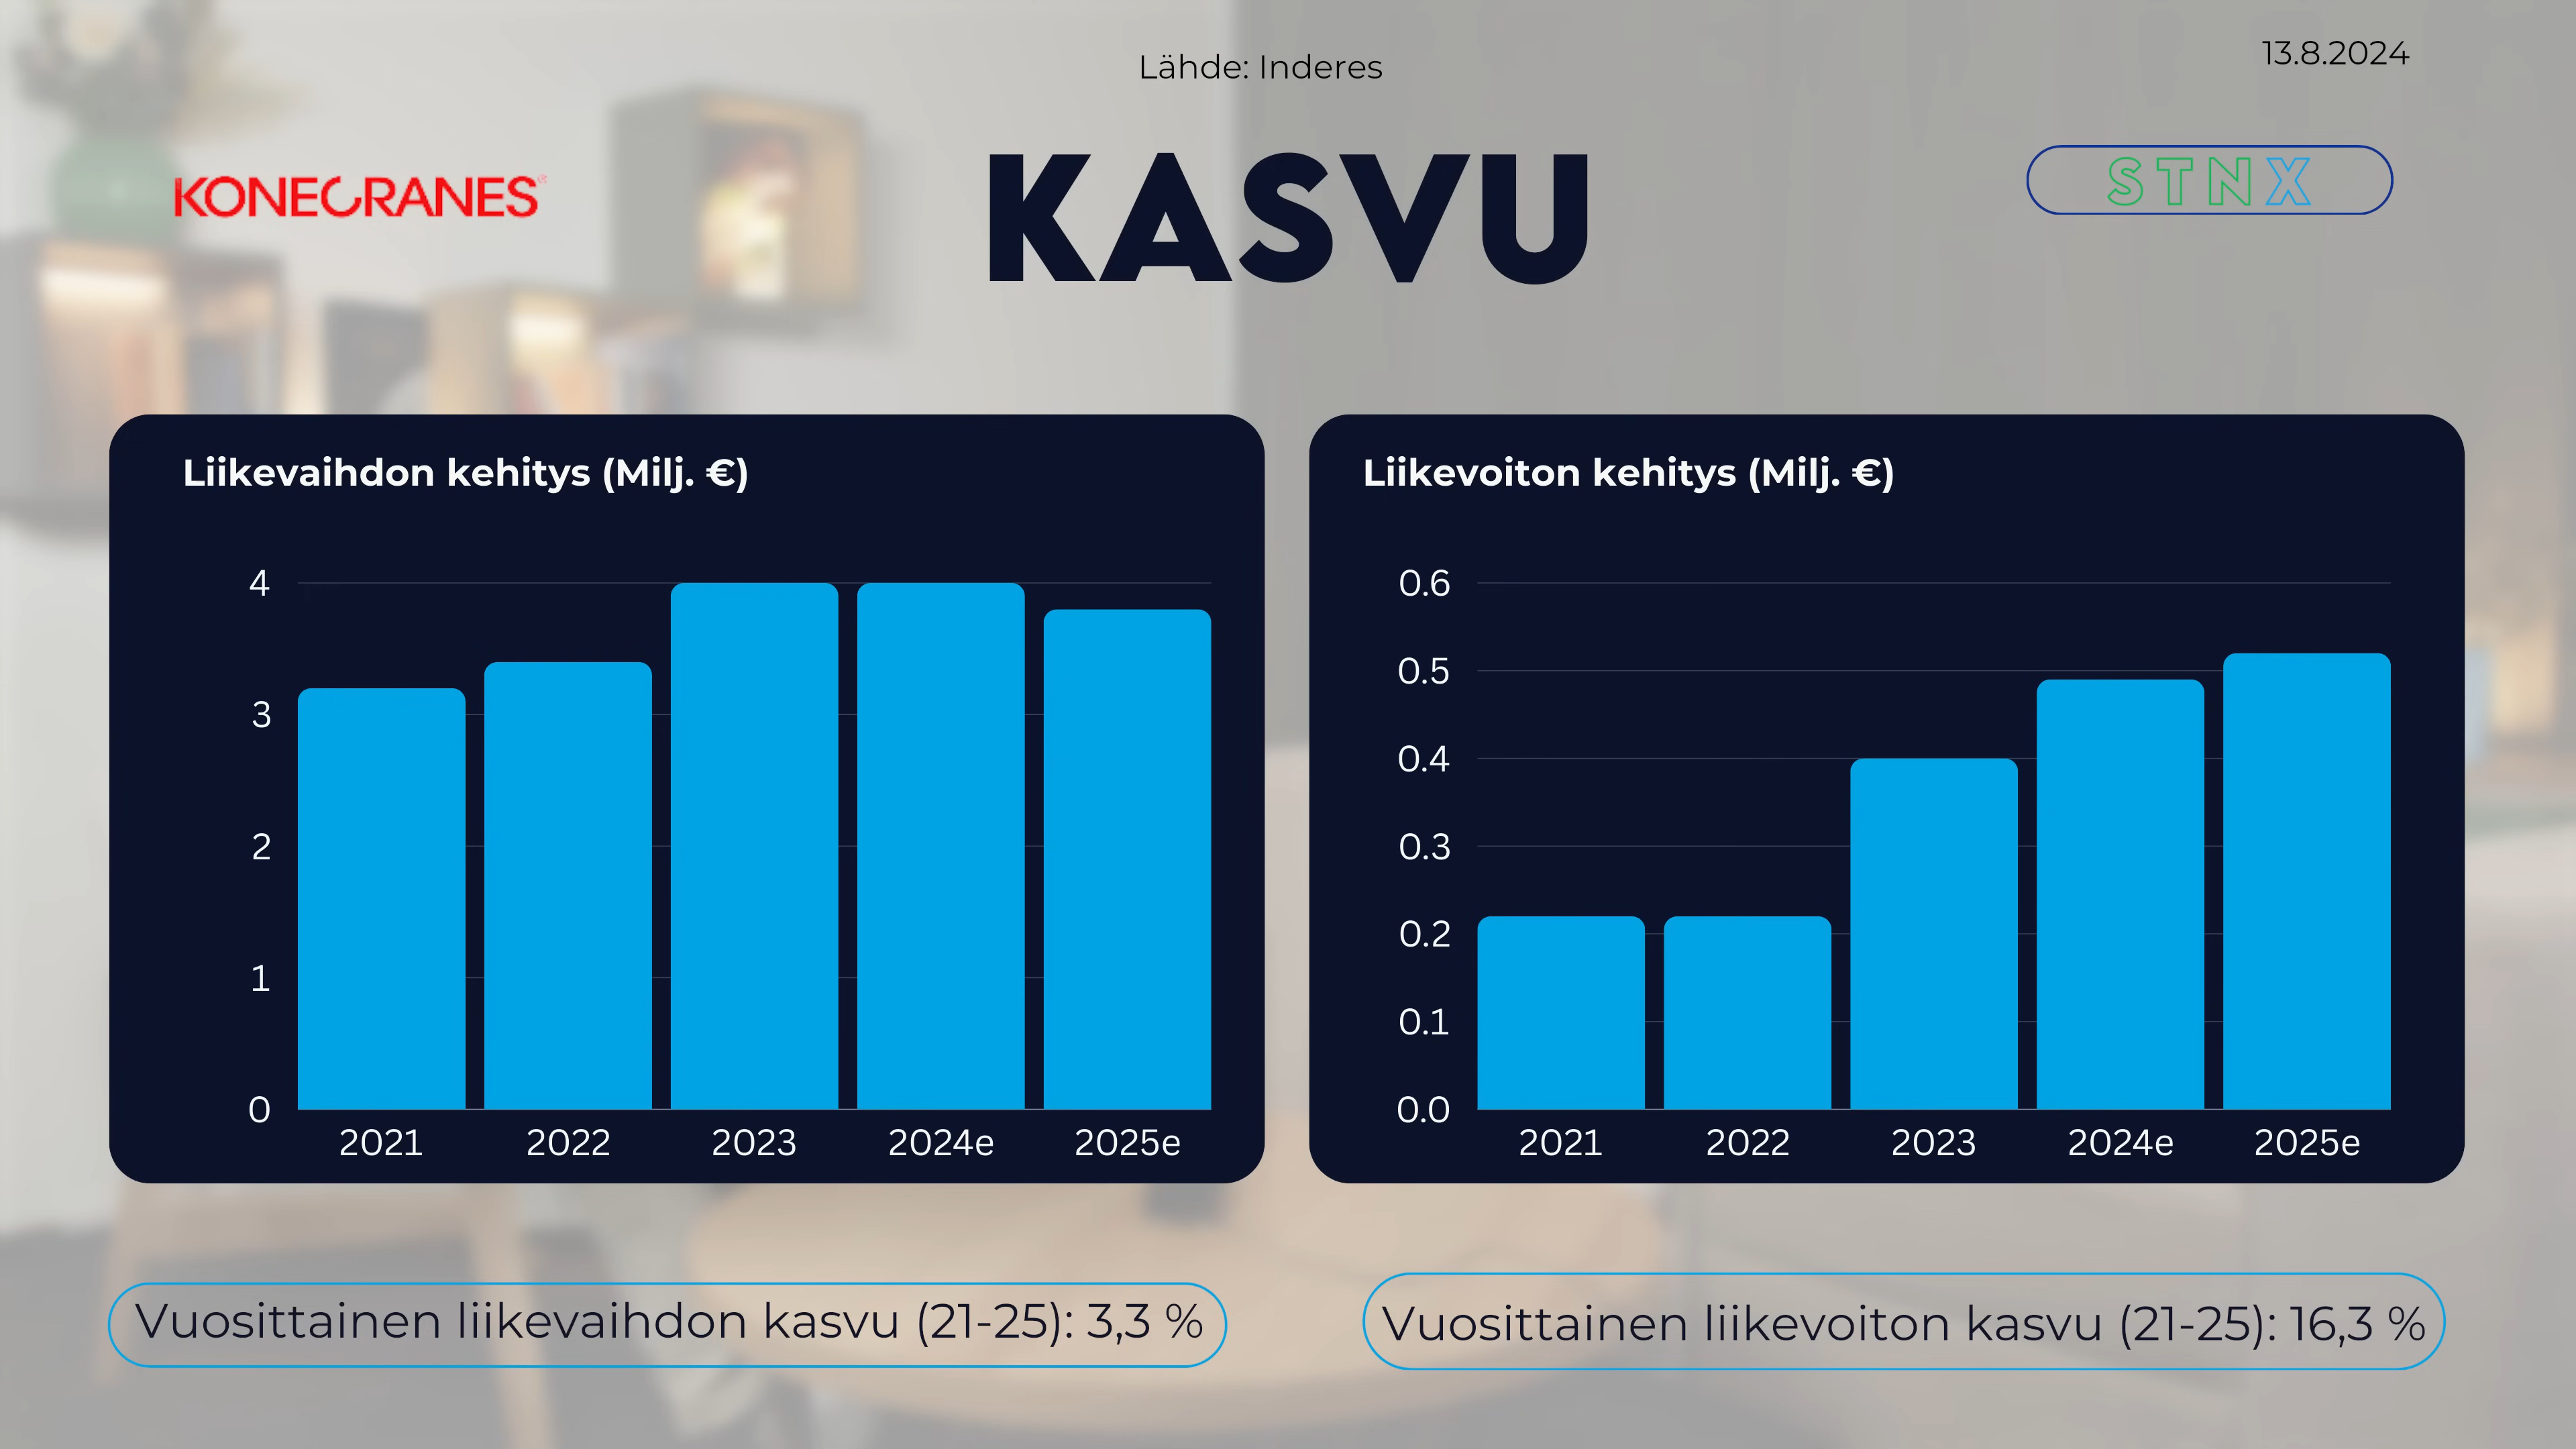 Lähde: Inderes
13.8.2024
KONECRANES
KASVU
STNX
Liikevaihdon kehitys (Milj. €)
4
3
2
1
0
2021 2022 2023 2024e 2025e
Liikevoiton kehitys (Milj. €)
0.6
0.5
0.4
0.3
0.2
0.1
0.0
2021 2022 2023 2024e 2025e
Vuosittainen liikevaihdon kasvu (21-25): 3,3 %
Vuosittainen liikevoiton kasvu (21-25): 16,3 %